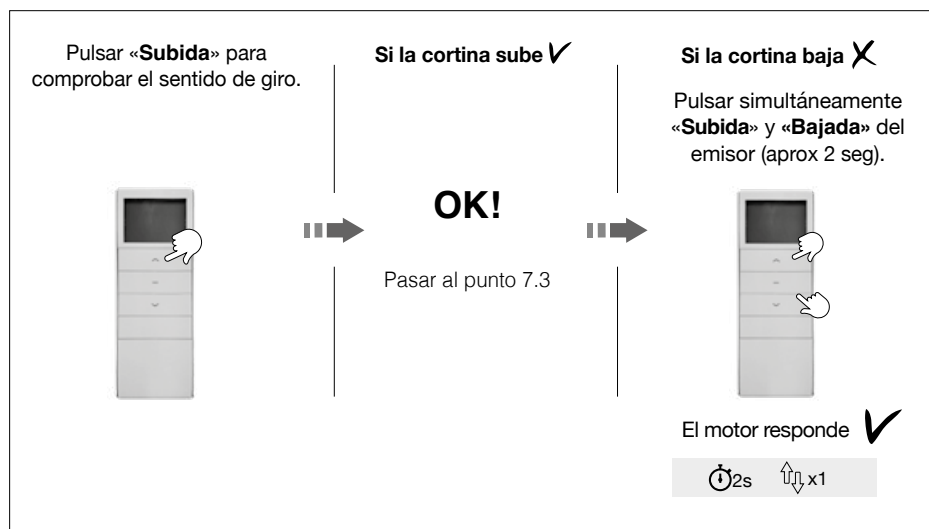 Pulsar «Subida» para
comprobar el sentido de giro.
Si la cortina sube
OK!
Pasar al punto 7.3
Si la cortina baja
Pulsar simultáneamente
«Subida» y «Bajada» del
emisor (aprox 2 seg).
El motor responde
2s x1